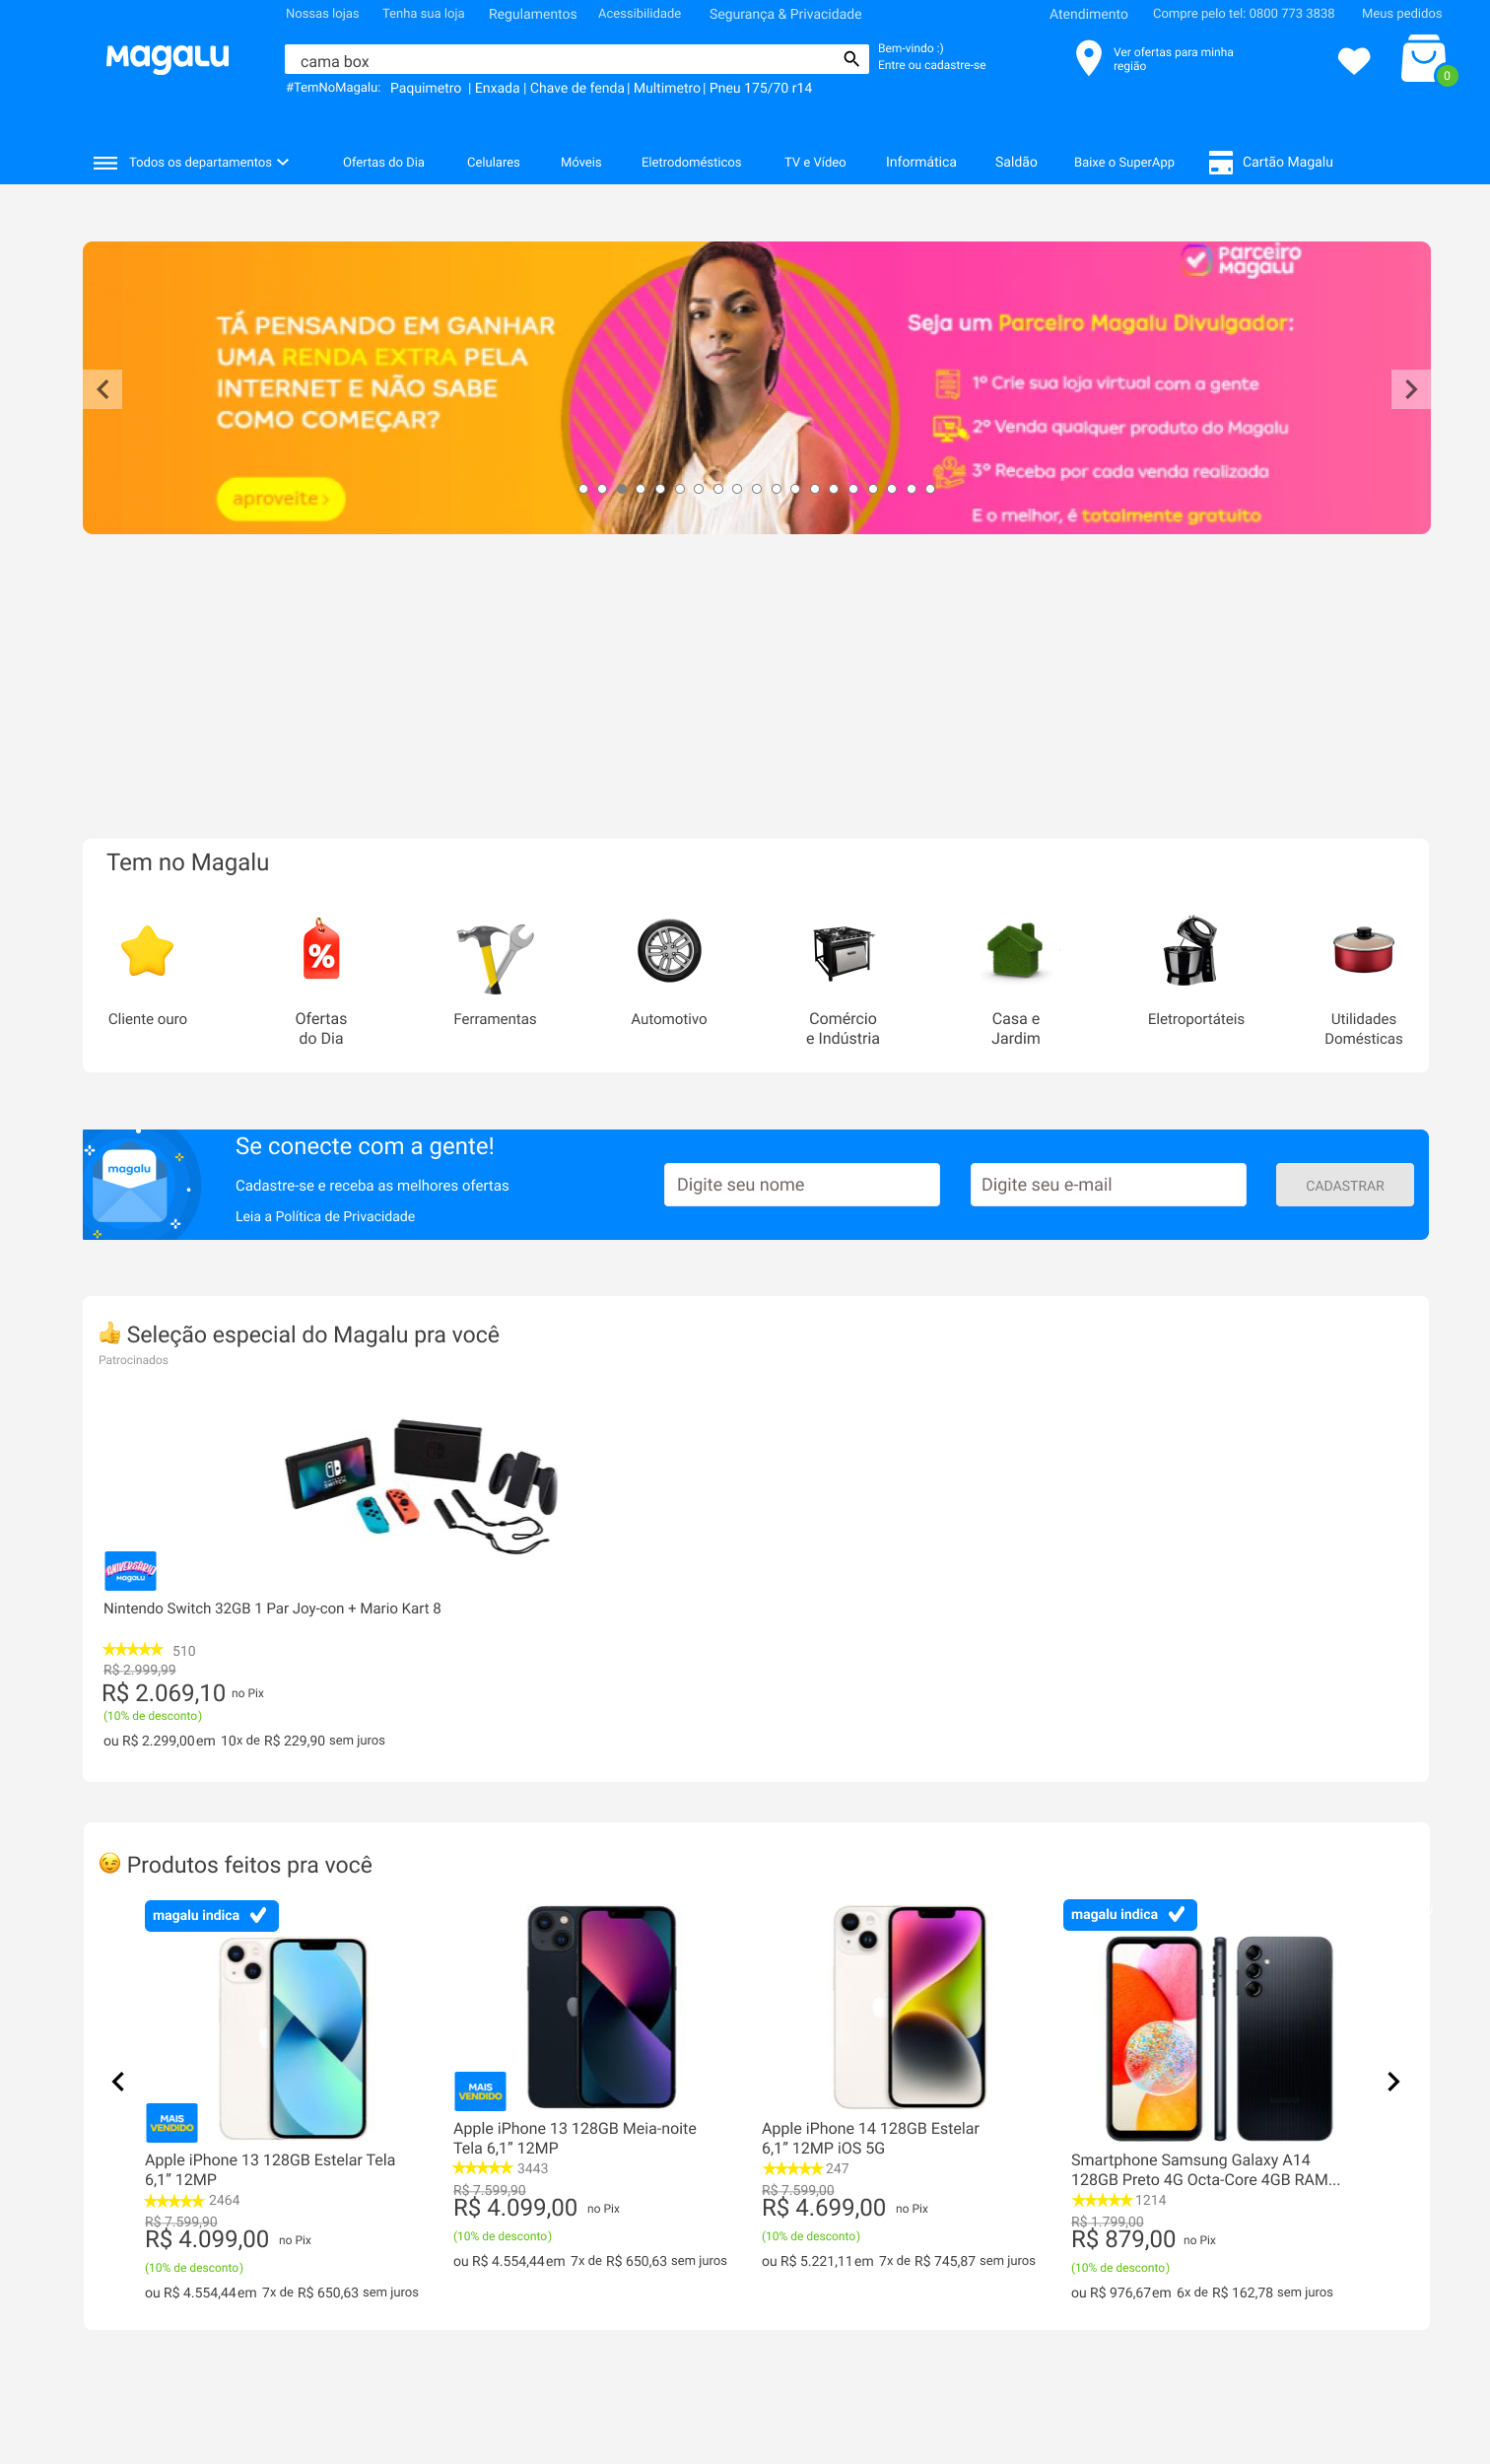 Nossas lojas Tenha sua loja Regulamentos Acessibilidade Segurança & Privacidade Atendimento Compre pelo tel: 0800 773 3838 Meus pedidos
Magalu
cama box
Bem-vindo :)
Entre ou cadastre-se
Ver ofertas para minha
região
0
#TemNoMagalu: Paquimetro | Enxada | Chave de fenda | Multimetro | Pneu 175/70 r14
Todos os departamentos Ofertas do Dia Celulares Móveis Eletrodomésticos TV e Vídeo Informática Saldão Baixe o SuperApp Cartão Magalu
TÁ PENSANDO EM GANHAR
UMA RENDA EXTRA PELA
INTERNET E NÃO SABE
COMO COMEÇAR?
aproveite >
Parceiro
Magalu
Seja um Parceiro Magalu Divulgador:
1º Crie sua loja virtual com a gente
2º Venda qualquer produto do Magalu
3º Receba por cada venda realizada
E o melhor, é totalmente gratuito
Tem no Magalu
%
Cliente ouro
Ofertas
do Dia
Ferramentas
Automotivo
Comércio
e Indústria
Casa e
Jardim
Eletroportáteis
Utilidades
Domésticas
magalu
Se conecte com a gente!
Cadastre-se e receba as melhores ofertas
Leia a Política de Privacidade
Digite seu nome
Digite seu e-mail
CADASTRAR
Seleção especial do Magalu pra você
Patrocinados
NINTENDO
SWITCH
ANIVERSÁRIO
Magalu
Nintendo Switch 32GB 1 Par Joy-con + Mario Kart 8
510
R$ 2.999,99
R$ 2.069,10 no Pix
(10% de desconto)
ou R$ 2.299,00em 10x de R$ 229,90 sem juros
Produtos feitos pra você
magalu indica
MAIS
VENDIDO
Apple iPhone 13 128GB Estelar Tela
6,1” 12MP
2464
R$ 7.599,90
R$ 4.099,00 no Pix
(10% de desconto)
ou R$ 4.554,44em 7x de R$ 650,63 sem juros
MAIS
VENDIDO
Apple iPhone 13 128GB Meia-noite
Tela 6,1” 12MP
3443
R$ 7.599,90
R$ 4.099,00 no Pix
(10% de desconto)
ou R$ 4.554,44em 7x de R$ 650,63 sem juros
Apple iPhone 14 128GB Estelar
6,1” 12MP iOS 5G
247
R$ 7.599,00
R$ 4.699,00 no Pix
(10% de desconto)
ou R$ 5.221,11em 7x de R$ 745,87 sem juros
magalu indica
Smartphone Samsung Galaxy A14
128GB Preto 4G Octa-Core 4GB RAM...
1214
R$ 1.799,00
R$ 879,00 no Pix
(10% de desconto)
ou R$ 976,67em 6x de R$ 162,78 sem juros